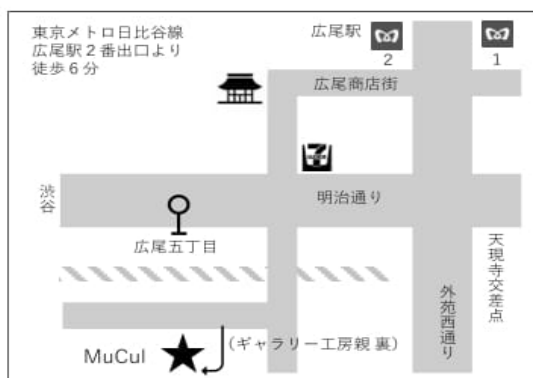 東京メトロ日比谷線
広尾駅2番出口より
徒歩6分
広尾駅
2
1
広尾商店街
7
渋谷
明治通り
広尾五丁目
天現寺交差点
外苑西通り
(ギャラリー工房親 裏)
MuCul